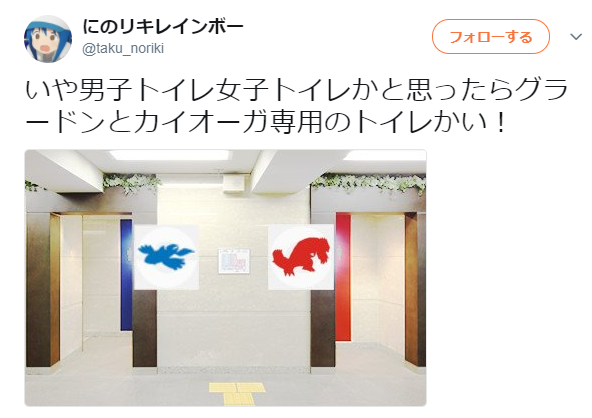 にのリキレインボー
@taku_noriki
フォローする
いや男子トイレ女子トイレかと思ったらグラ
ードンとカイオーガ専用のトイレかい！